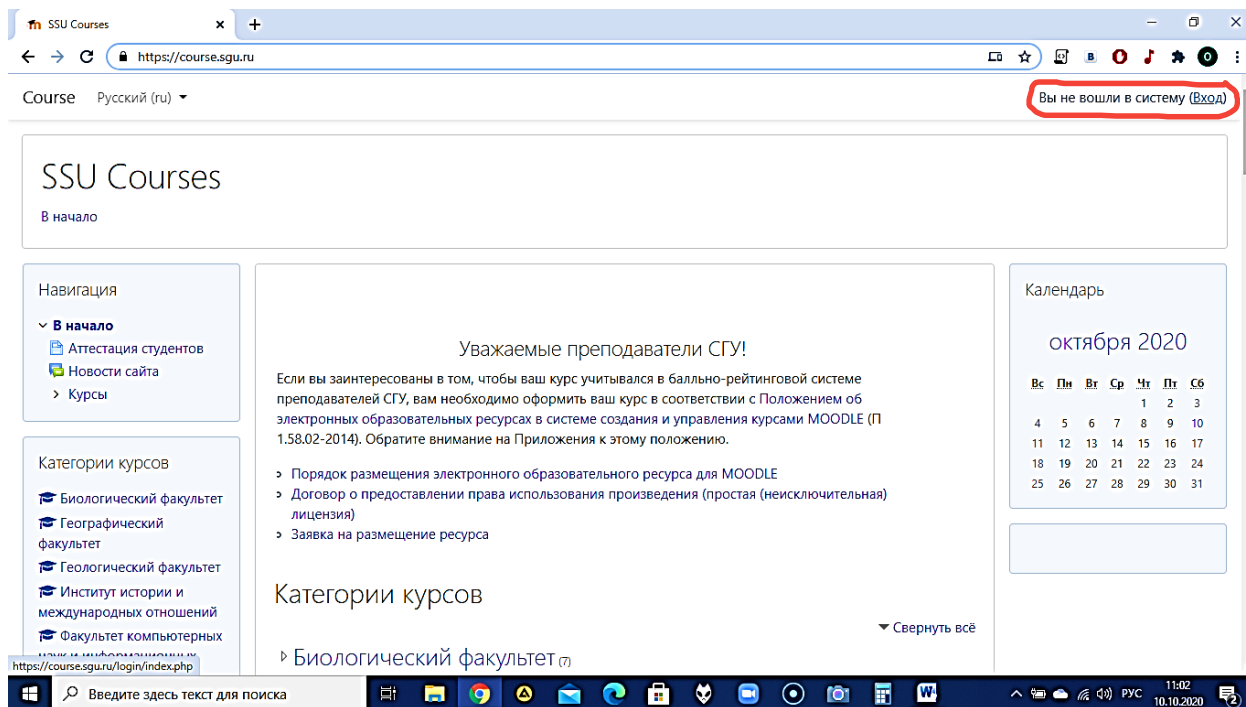 SSU Courses
https://course.sgu.ru
Course Русский (ru)
Вы не вошли в систему (Вход)
SSU Courses
В начало
Навигация
В начало
Аттестация студентов
Новости сайта
Курсы
Категории курсов
Биологический факультет
Географический
факультет
Геологический факультет
Институт истории и
международных отношений
Факультет компьютерных
https://course.sgu.ru/login/index.php
Уважаемые преподаватели СГУ!
Если вы заинтересованы в том, чтобы ваш курс учитывался в балльно-рейтинговой системе
преподавателей СГУ, вам необходимо оформить ваш курс в соответствии с Положением об
электронных образовательных ресурсах в системе создания и управления курсами MOODLE (П
1.58.02-2014). Обратите внимание на Приложения к этому положению.
Порядок размещения электронного образовательного ресурса для MOODLE
Договор о предоставлении права использования произведения (простая (неисключительная)
лицензия)
Заявка на размещение ресурса
Категории курсов
Свернуть всё
Биологический факультет (7)
Календарь
октября 2020
Вс Пн Вт Ср Чт Пт Сб
1 2 3
4 5 6 7 8 9 10
11 12 13 14 15 16 17
18 19 20 21 22 23 24
25 26 27 28 29 30 31
Введите здесь текст для поиска
РУС
11:02
10.10.2020